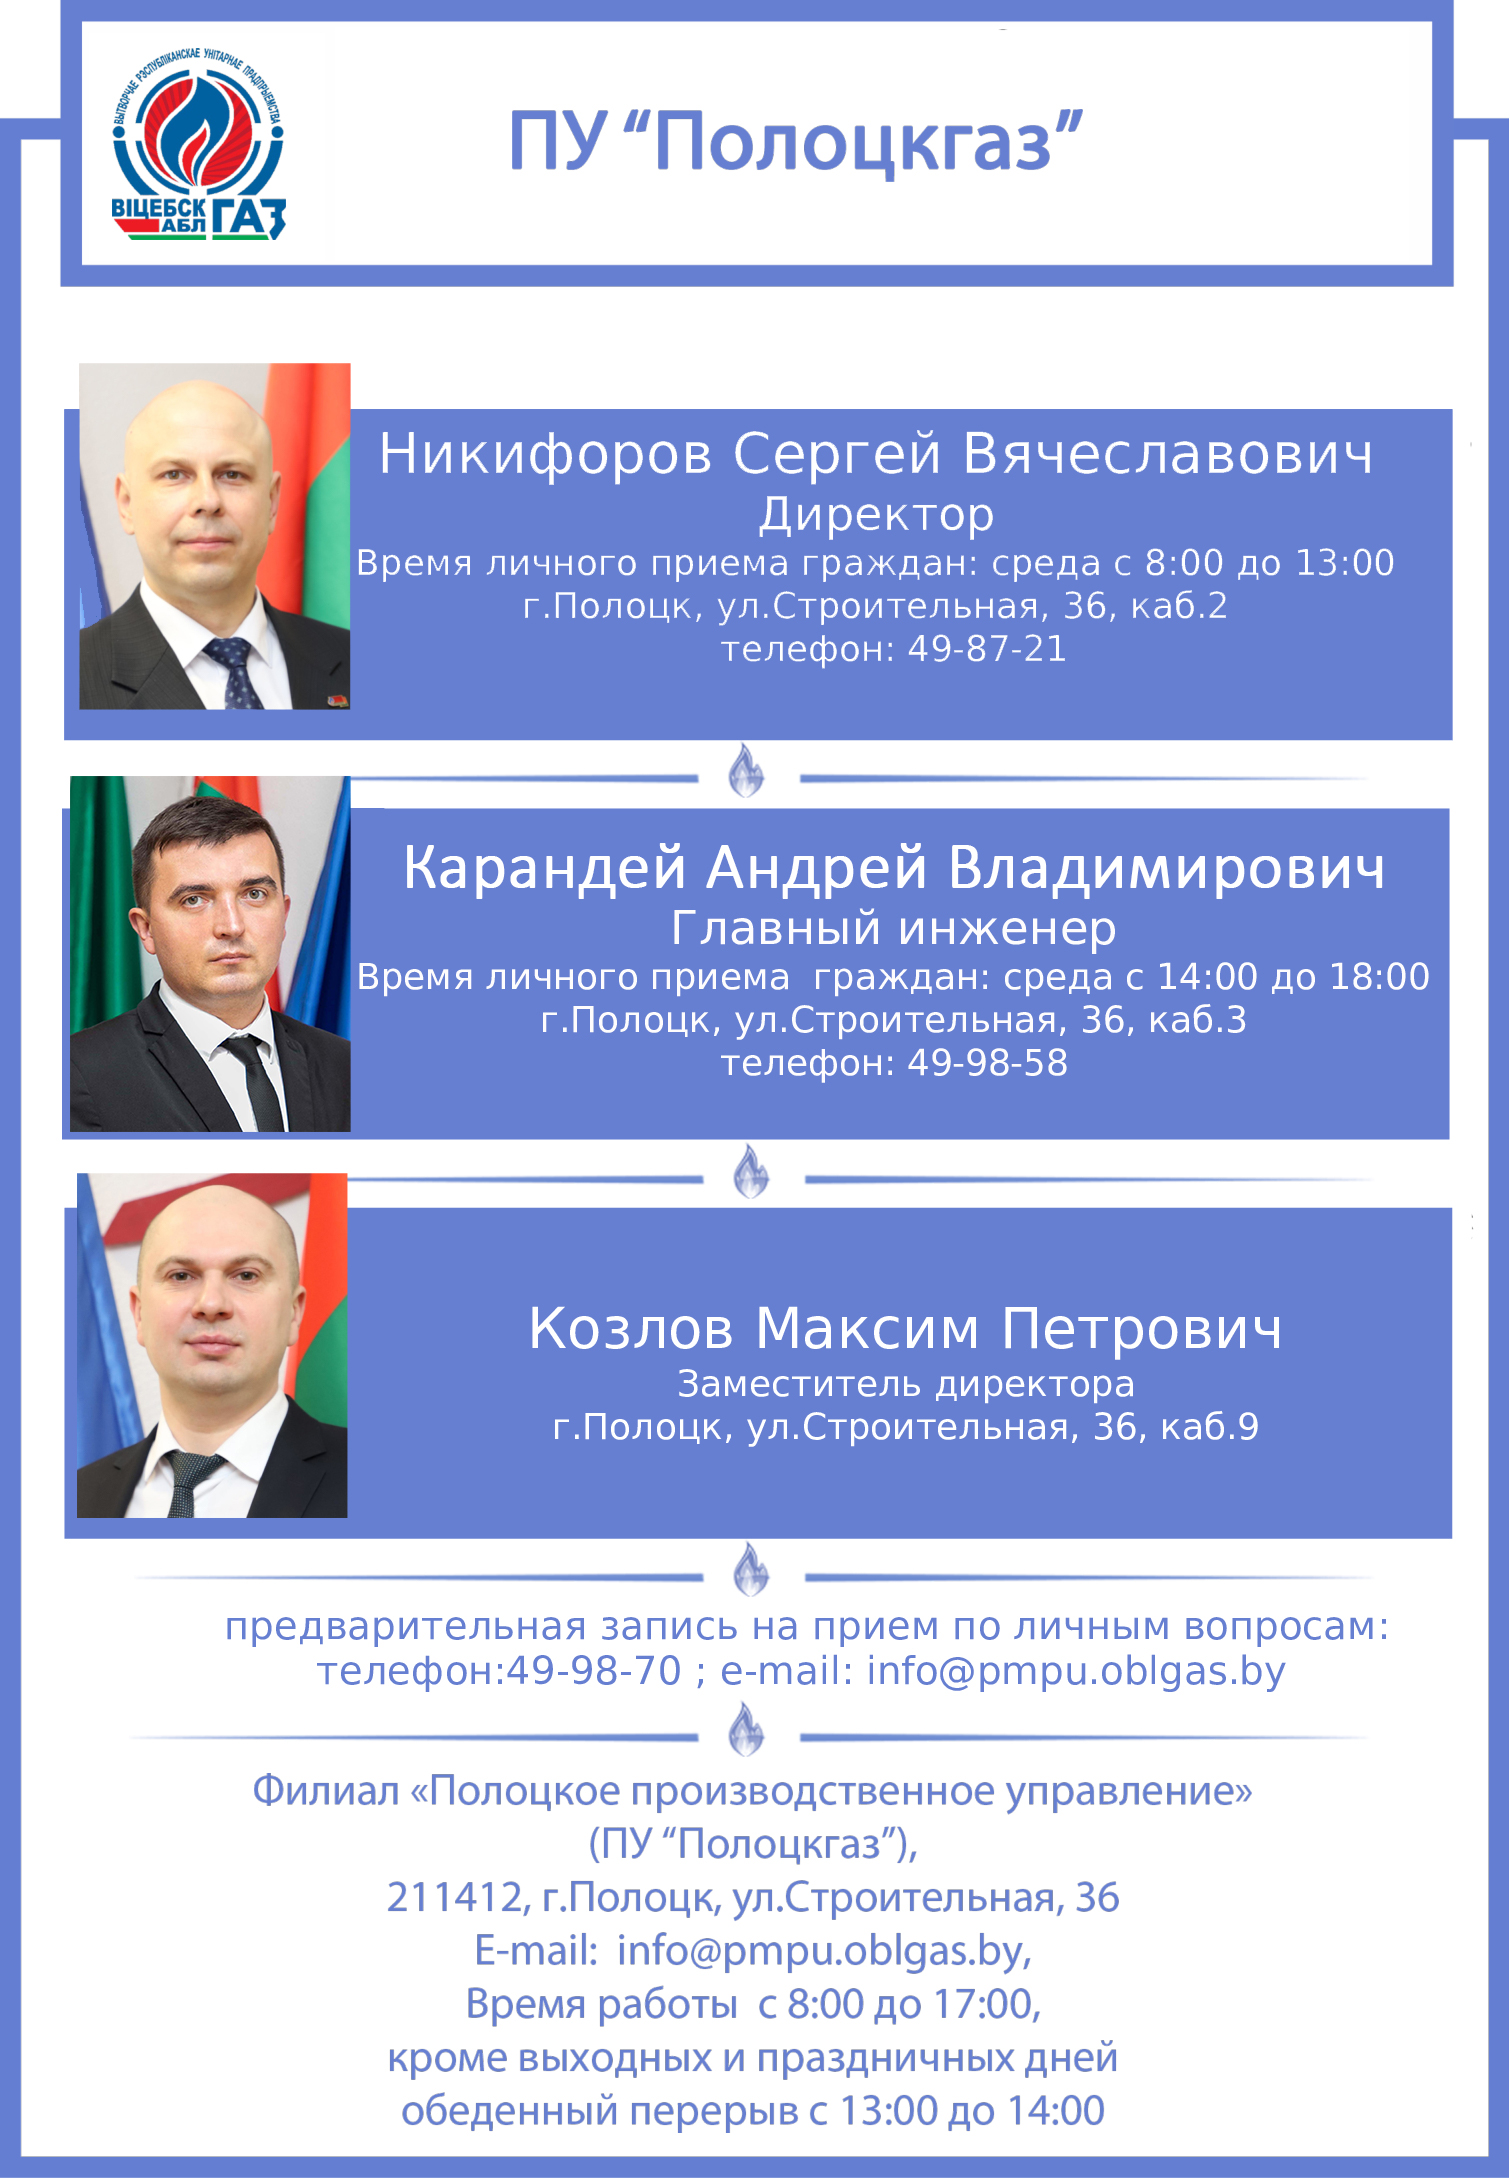 ВЫТВОРЧАЕ РЭСПУБЛІКАНСКАЕ УНІТАРНАЕ ПРАДПРЫЕМСТВА
ВІЦЕБСК
АБЛ
ГАЗ
ПУ “Полоцкгаз”
Никифоров Сергей Вячеславович
Директор
Время личного приема граждан: среда с 8:00 до 13:00
г.Полоцк, ул.Строительная, 36, каб.2
телефон: 49-87-21
Карандей Андрей Владимирович
Главный инженер
Время личного приема  граждан: среда с 14:00 до 18:00
г.Полоцк, ул.Строительная, 36, каб.3
телефон: 49-98-58
Козлов Максим Петрович
Заместитель директора
г.Полоцк, ул.Строительная, 36, каб.9
предварительная запись на прием по личным вопросам:
телефон:49-98-70 ; e-mail: info@pmpu.oblgas.by
Филиал «Полоцкое производственное управление»
(ПУ “Полоцкгаз”),
211412, г.Полоцк, ул.Строительная, 36
E-mail:  info@pmpu.oblgas.by,
Время работы  с 8:00 до 17:00,
кроме выходных и праздничных дней
обеденный перерыв с 13:00 до 14:00